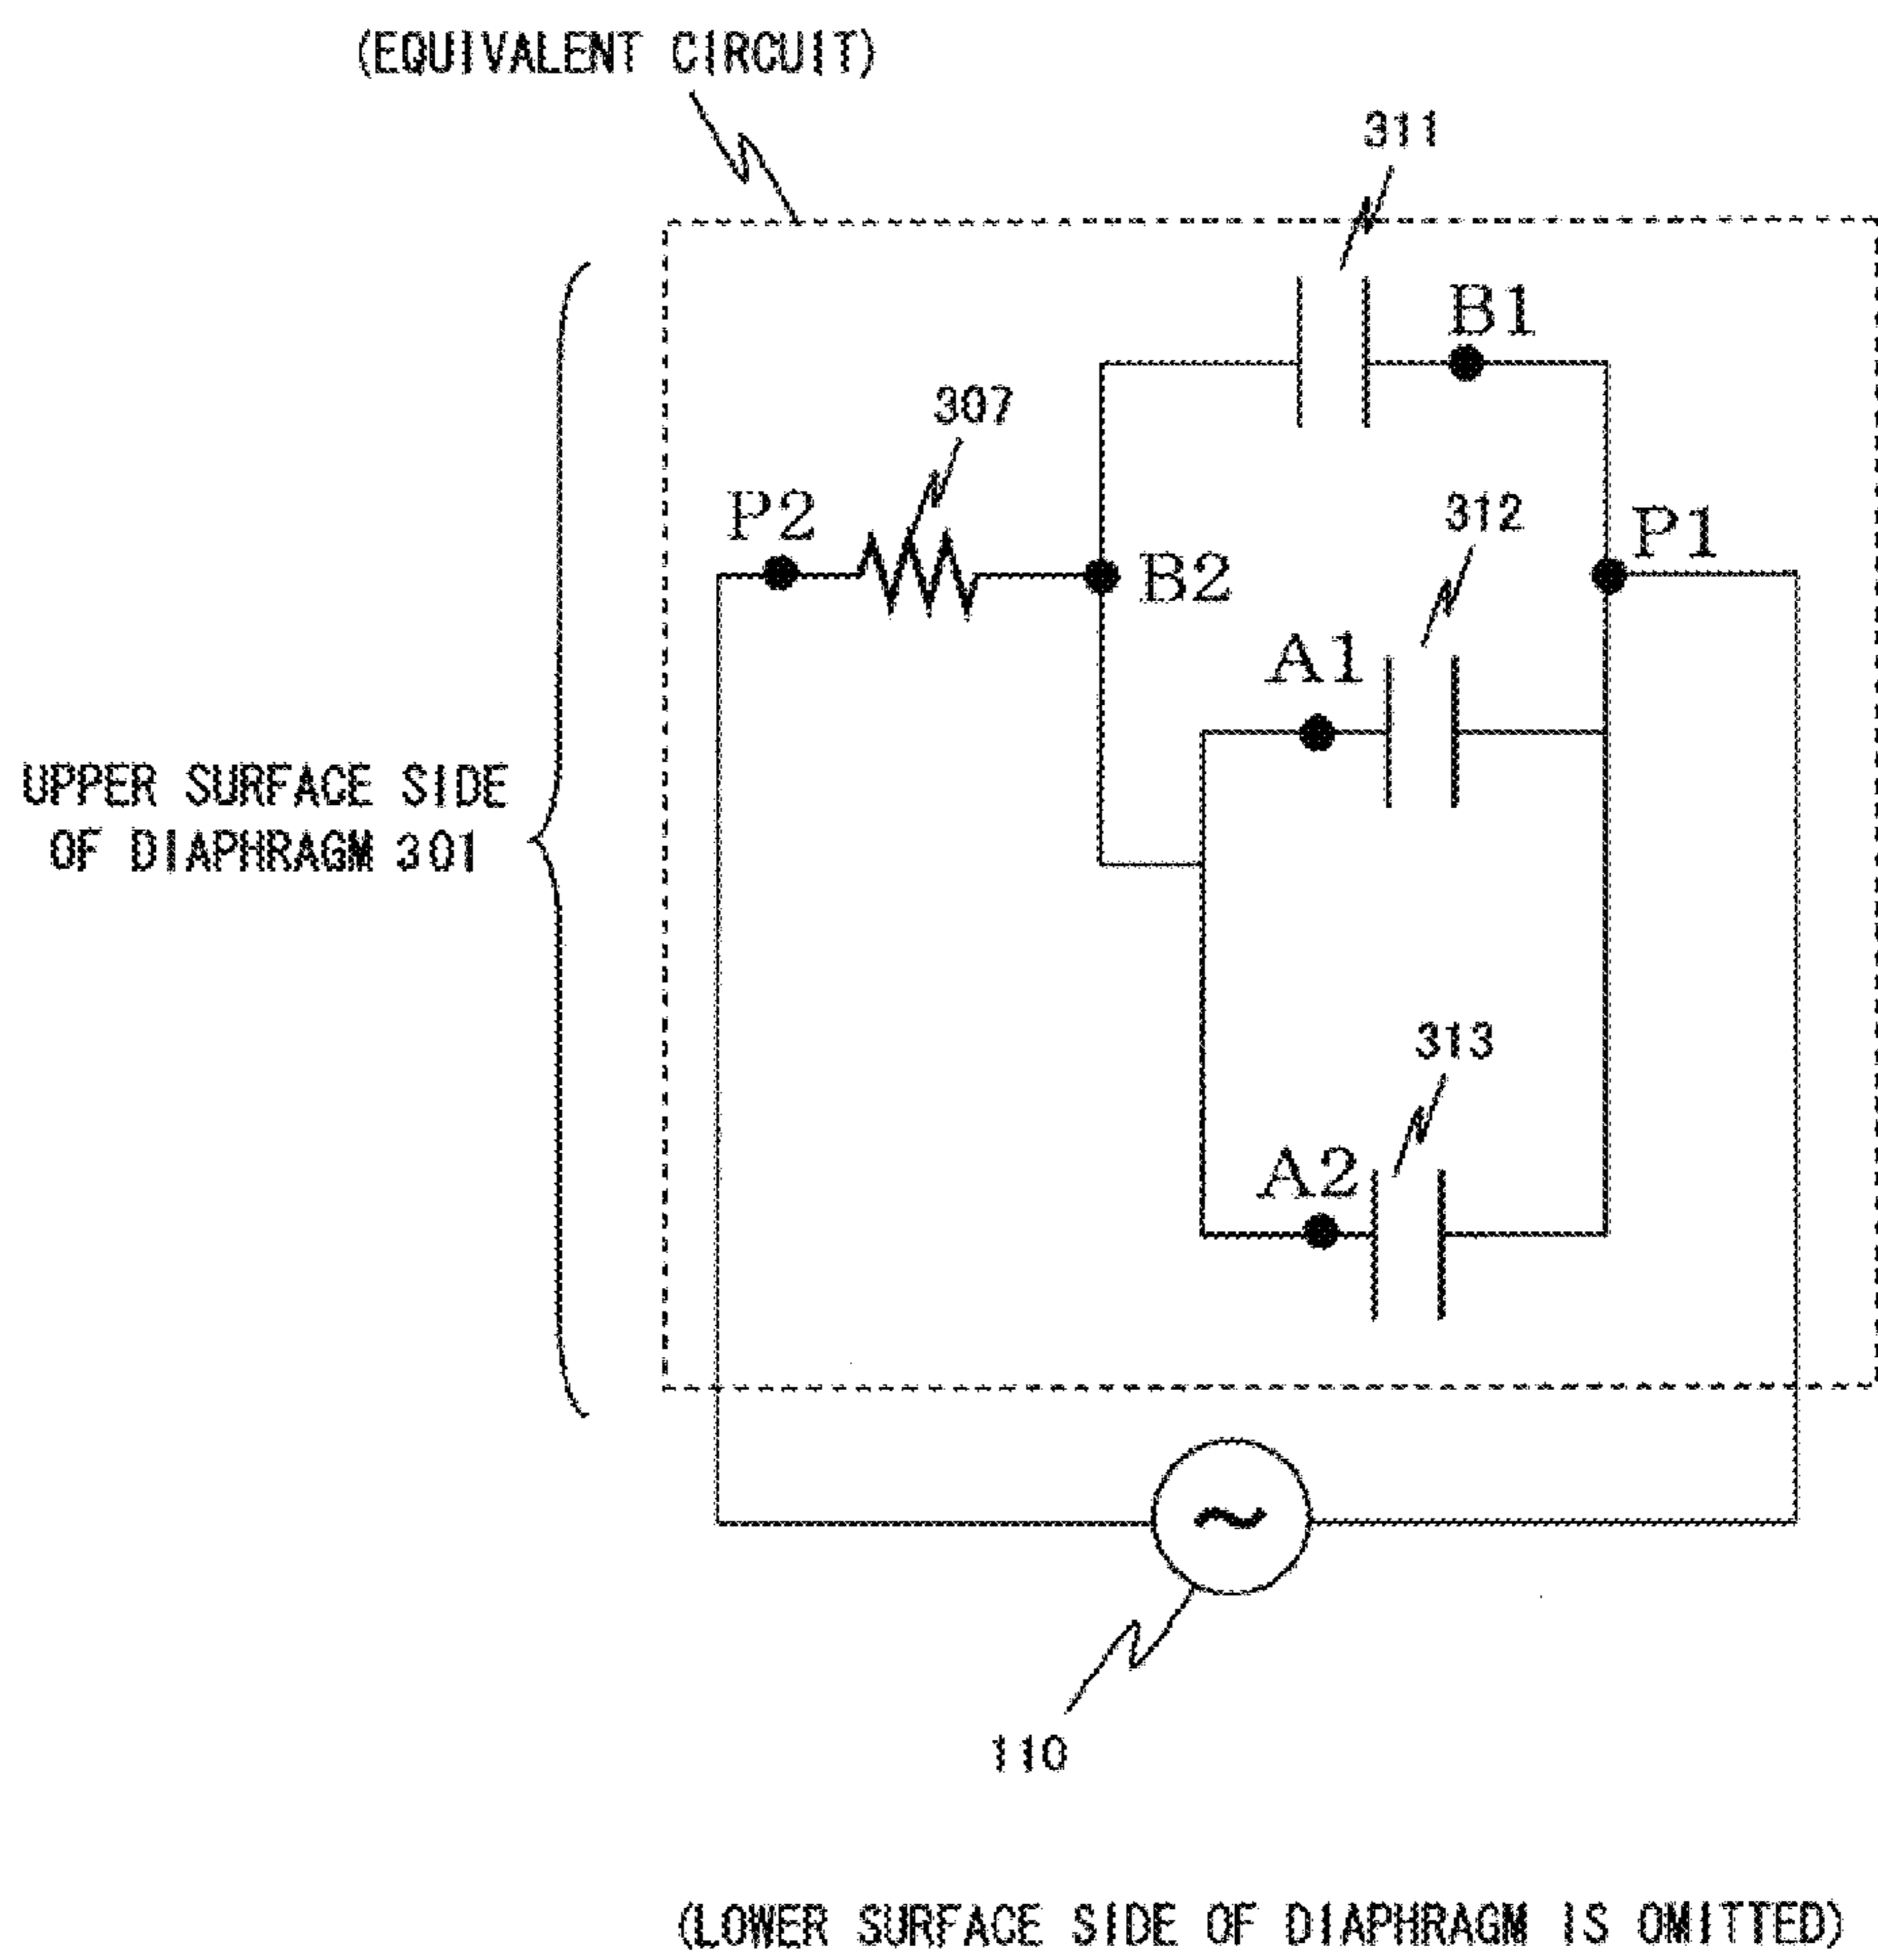 (EQUIVALENT CIRCUIT)
311
B1
307
P2
312
P1
B2
A1
UPPER SURFACE SIDE
OF DIAPHRAGM 301
313
A2
~
110
(LOWER SURFACE SIDE OF DIAPHRAGM IS OMITTED)